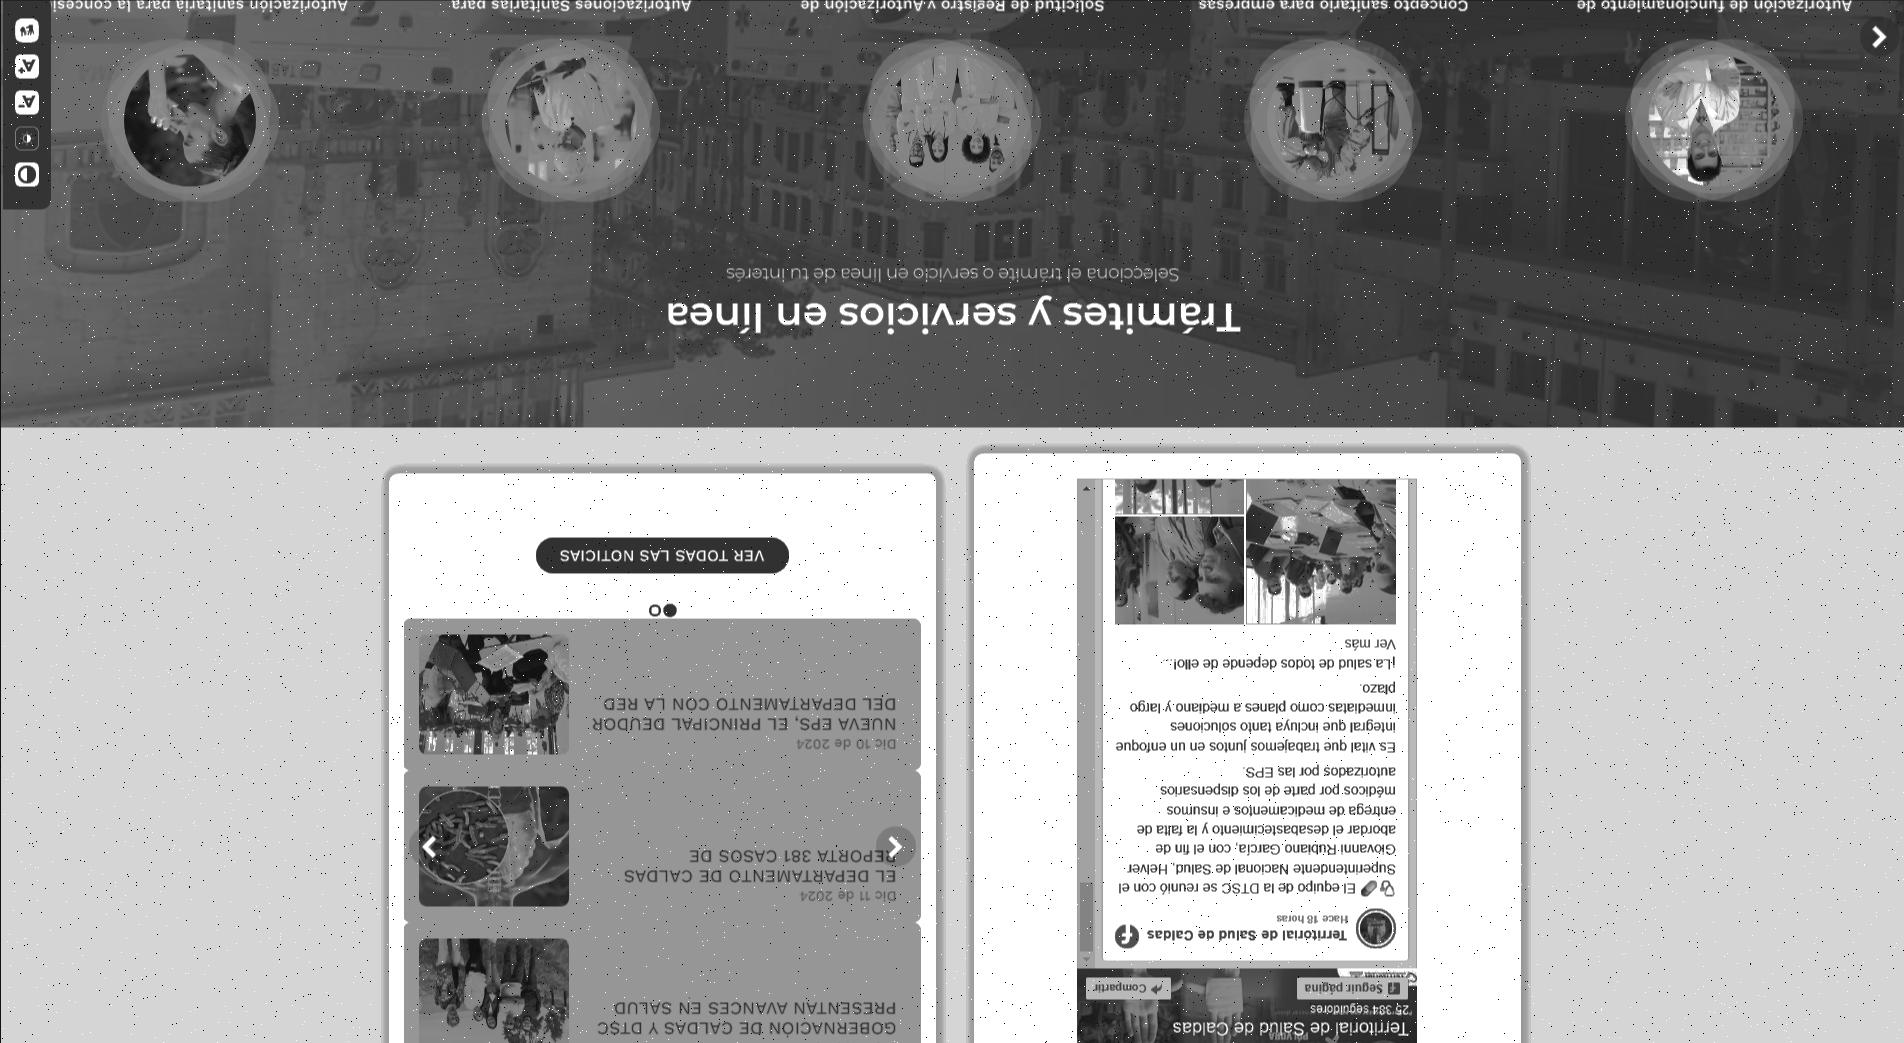 Territorial de Salud de Caldas
25.384 seguidores
Seguir página
Compartir
Territorial de Salud de Caldas
Hace 18 horas
El equipo de la DTSC se reunió con el
Superintendente Nacional de Salud, Helver
Giovanni Rubiano García, con el fin de
abordar el desabastecimiento y la falta de
entrega de medicamentos e insumos
médicos por parte de los dispensarios
autorizados por las EPS.
Es vital que trabajemos juntos en un enfoque
integral que incluya tanto soluciones
inmediatas como planes a mediano y largo
plazo
¡La salud de todos depende de ello!...
Ver más
GOBERNACIÓN DE CALDAS Y DTSC
PRESENTAN AVANCES EN SALUD
Dic 11 de 2024
EL DEPARTAMENTO DE CALDAS
REPORTA 381 CASOS DE
Dic 10 de 2024
NUEVA EPS, EL PRINCIPAL DEUDOR
DEL DEPARTAMENTO CON LA RED
VER TODAS LAS NOTICIAS
Trámites y servicios en línea
Selecciona el trámite o servicio en línea de tu interés
Autorización de funcionamiento de
Concepto sanitario para empresas
Solicitud de Registro y Autorización de
Autorizaciones Sanitarias para
Autorización sanitaria para la concesi